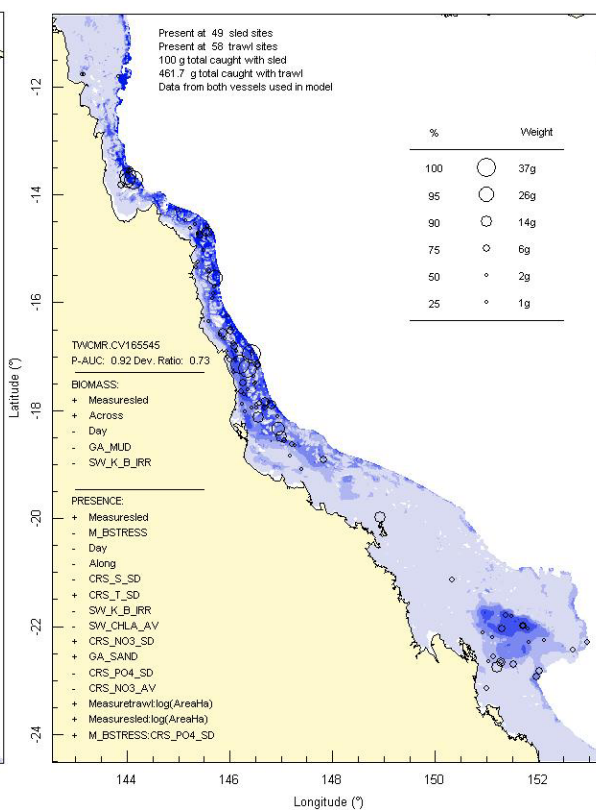 Present at 49 sled sites
Present at 58 trawl sites
100 g total caught with sled
461.7 g total caught with trawl
Data from both vessels used in model
% Weight
100 37g
95 26g
90 14g
75 6g
50 2g
25 1g
TWCMR.CV165545
P-AUC: 0.92 Dev. Ratio: 0.73
BIOMASS:
+ Measuresled
+ Across
- Day
- GA_MUD
- SW_K_B_IRR
PRESENCE:
+ Measuresled
- M_BSTRESS
- Day
- Along
- CRS_S_SD
+ CRS_T_SD
- SW_K_B_IRR
- SW_CHLA_AV
+ CRS_NO3_SD
+ GA_SAND
- CRS_PO4_SD
- CRS_NO3_AV
+ Measuretrawl:log(AreaHa)
+ Measuresled:log(AreaHa)
+ M_BSTRESS:CRS_PO4_SD
Latitude (°)
-12
-14
-16
-18
-20
-22
-24
144 146 148 150 152
Longitude (°)